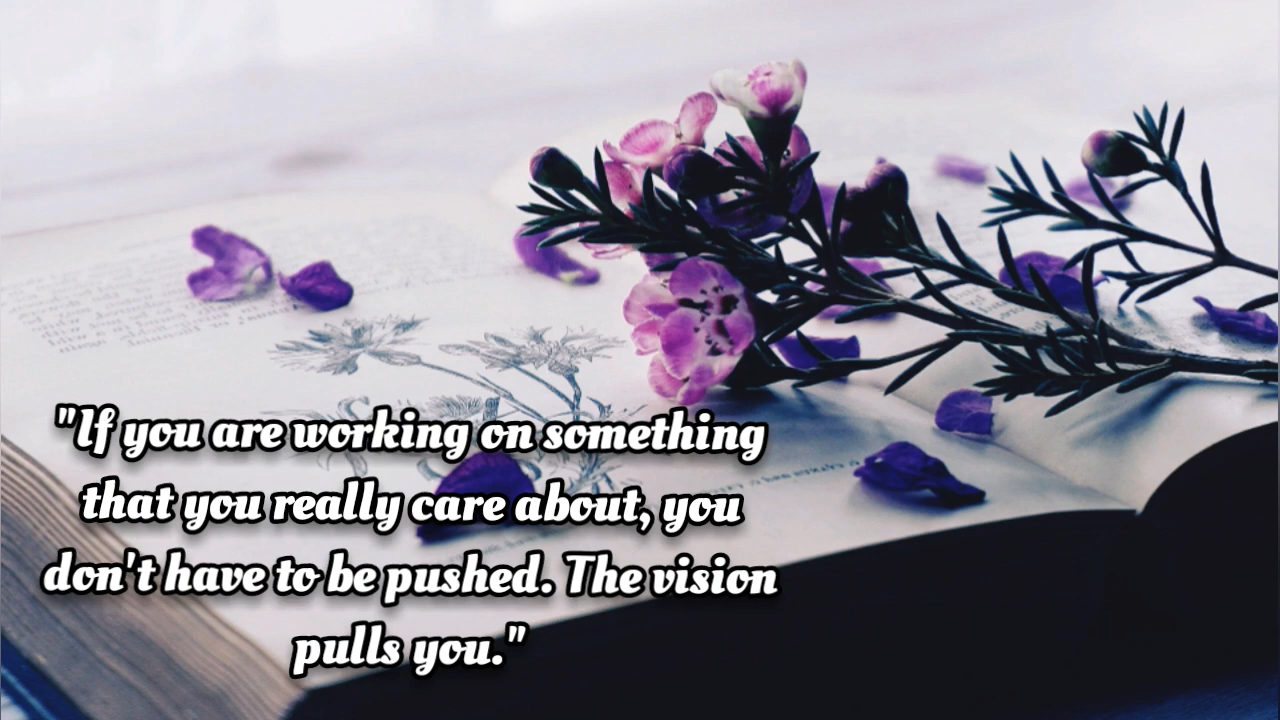 "If you are working on something
that you really care about, you
don't have to be pushed. The vision
pulls you."